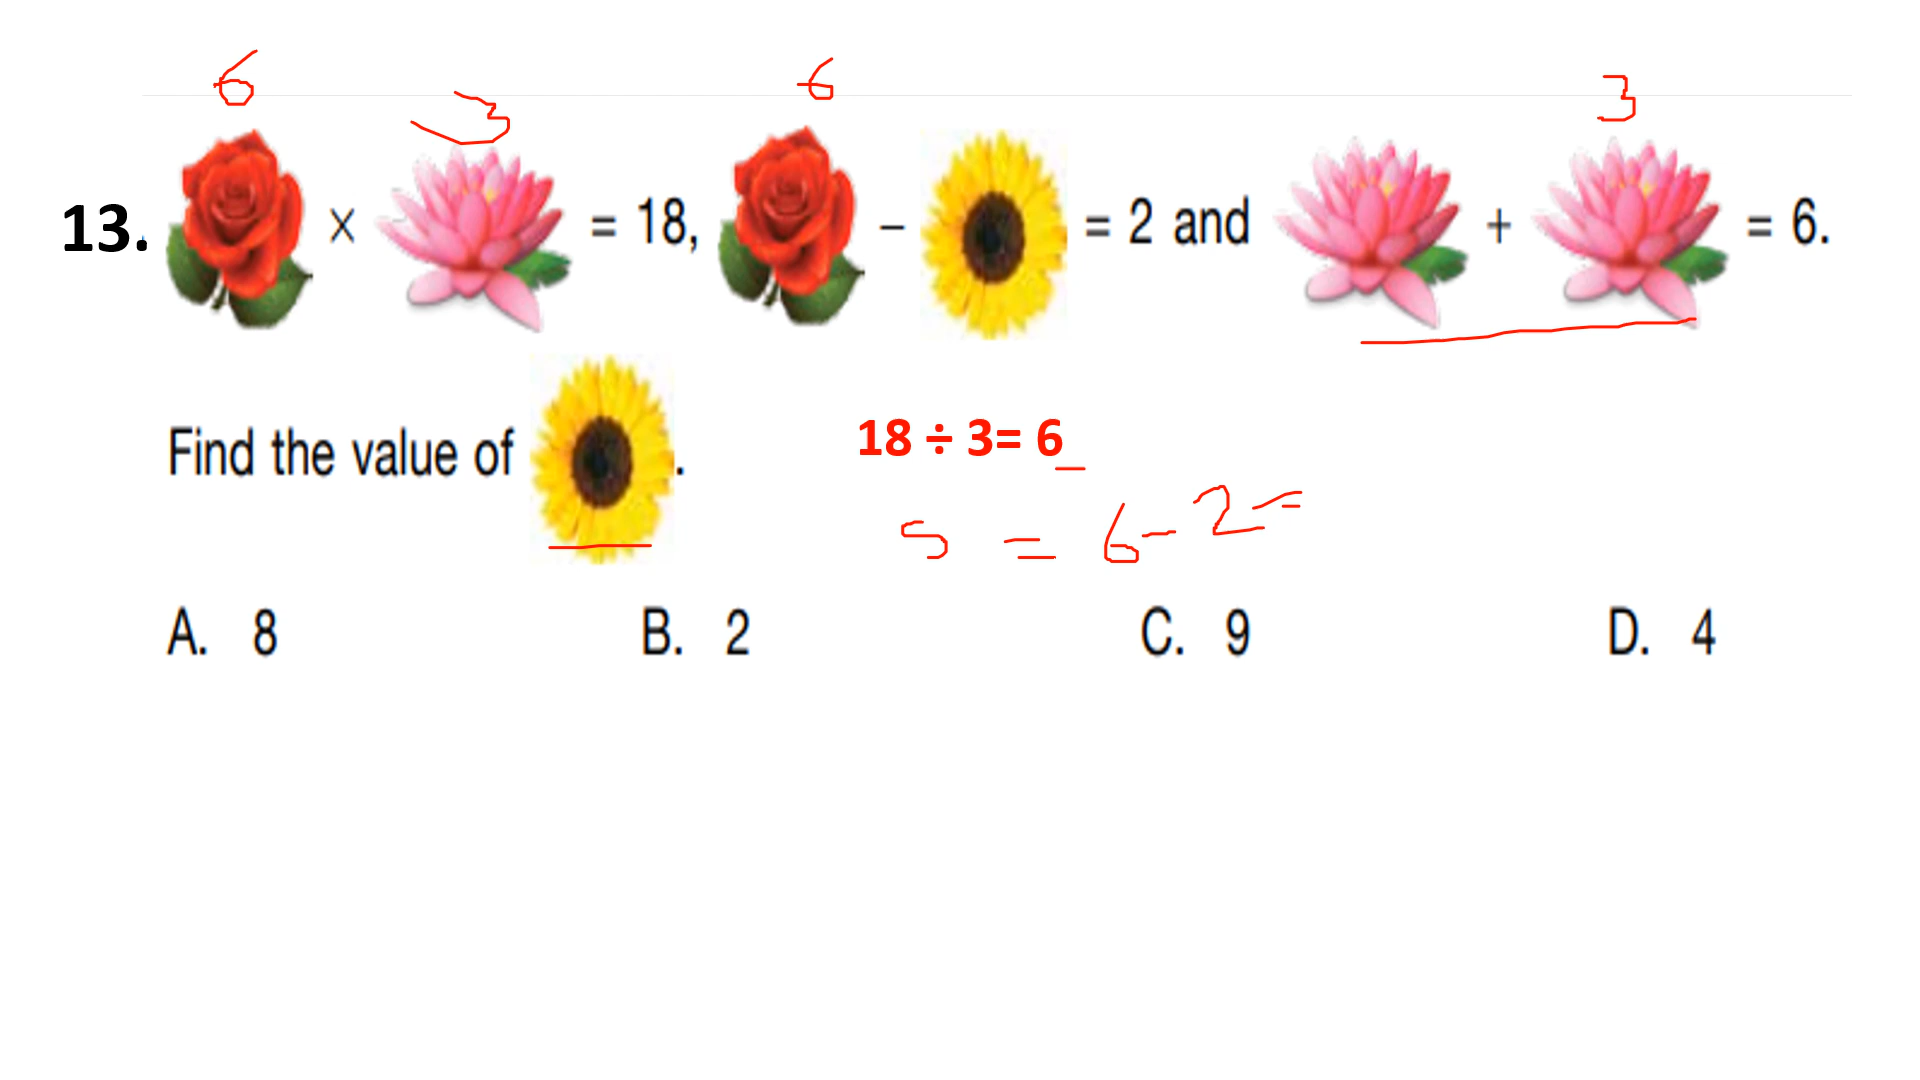 6 3 6 3
13. × = 18, − = 2 and + = 6.
Find the value of .
18 ÷ 3= 6
S = 6 - 2 =
A. 8 B. 2 C. 9 D. 4